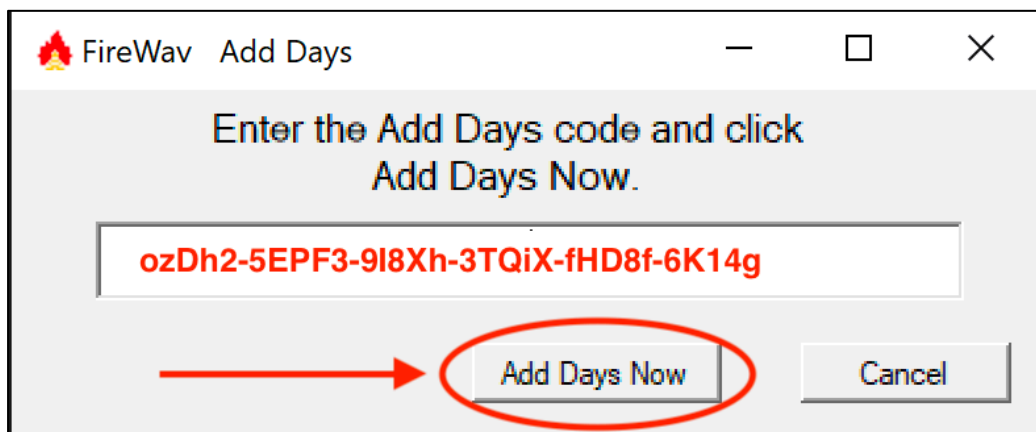 FireWav Add Days
Enter the Add Days code and click
Add Days Now.
ozDh2-5EPF3-9I8Xh-3TQiX-fHD8f-6K14g
Add Days Now Cancel